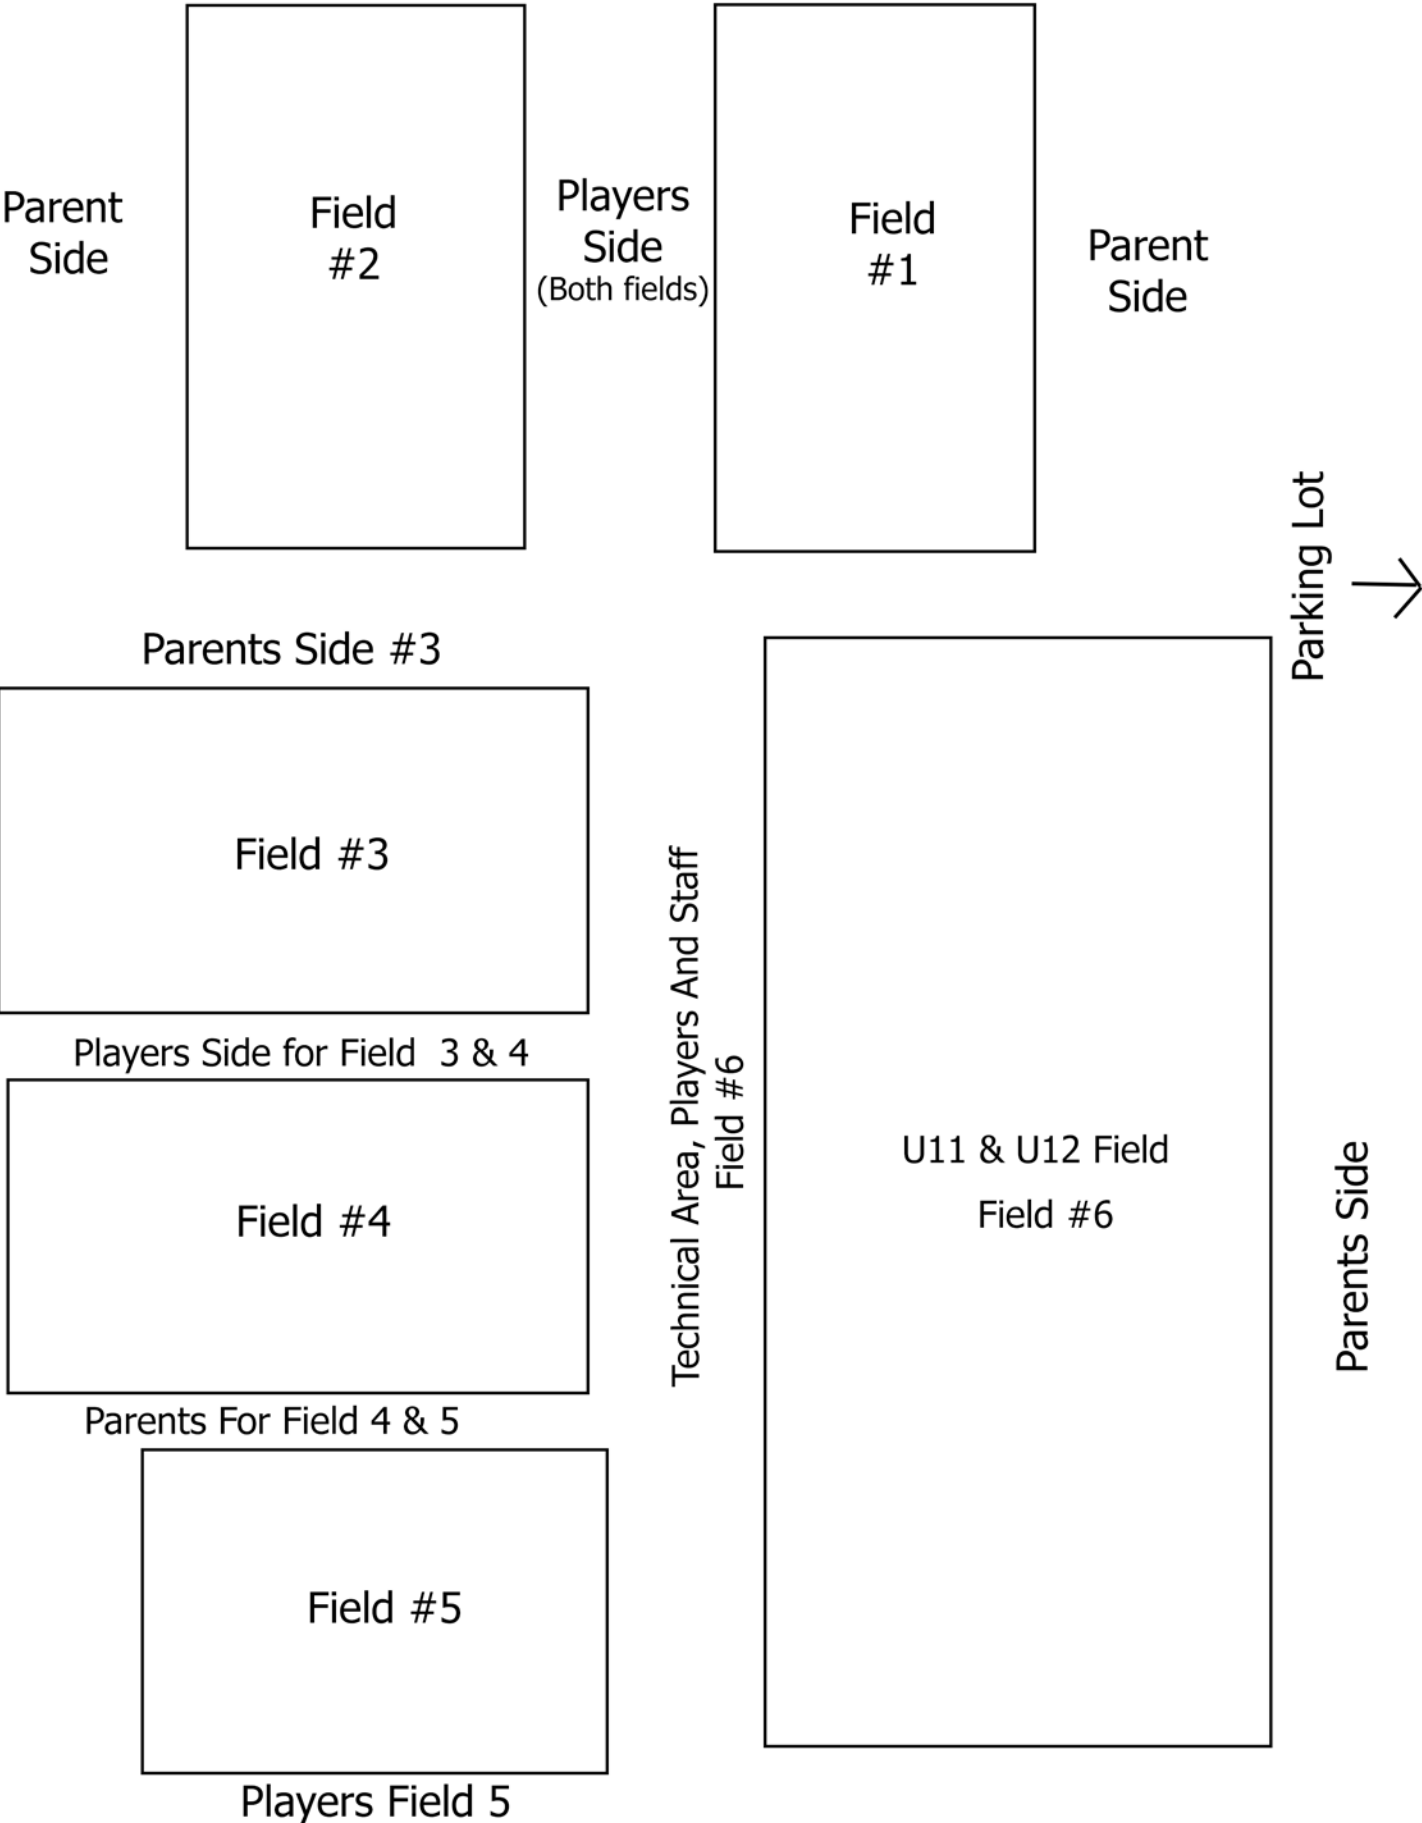 Parent
Side
Field
#2
Players
Side
(Both fields)
Field
#1
Parent
Side
Parking Lot
Parents Side #3
Field #3
Players Side for Field  3 & 4
Field #4
Parents For Field 4 & 5
Field #5
Players Field 5
Technical Area, Players And Staff
Field #6
U11 & U12 Field
Field #6
Parents Side